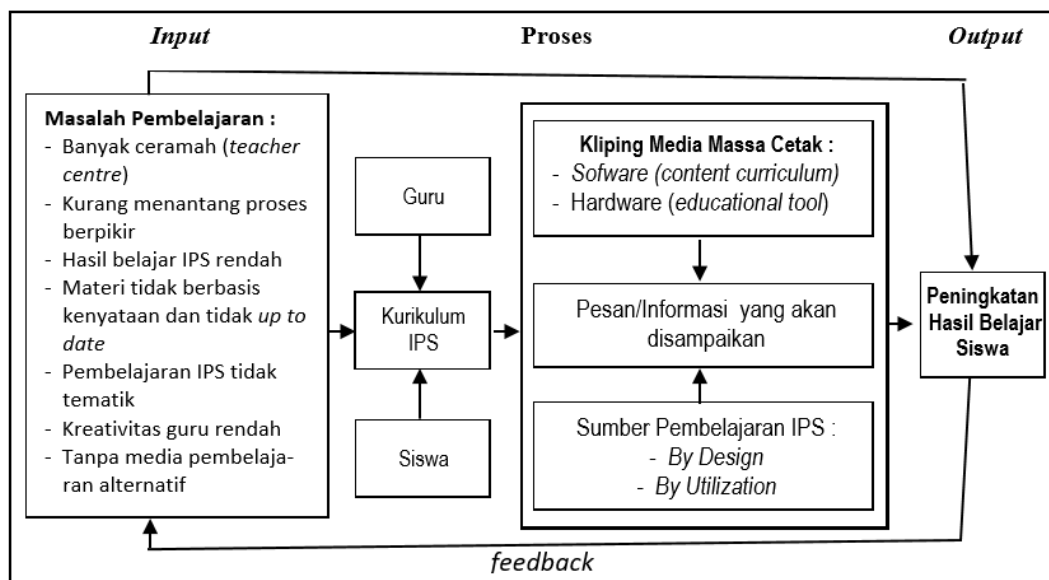 Input
Proses
Output
Masalah Pembelajaran :
- Banyak ceramah (teacher
centre)
- Kurang menantang proses
berpikir
- Hasil belajar IPS rendah
- Materi tidak berbasis
kenyataan dan tidak up to
date
- Pembelajaran IPS tidak
tematik
- Kreativitas guru rendah
- Tanpa media pembelaja-
ran alternatif
Guru
Kurikulum
IPS
Siswa
Kliping Media Massa Cetak :
- Sofware (content curriculum)
- Hardware (educational tool)
Pesan/Informasi yang akan
disampaikan
Sumber Pembelajaran IPS :
- By Design
- By Utilization
Peningkatan
Hasil Belajar
Siswa
feedback